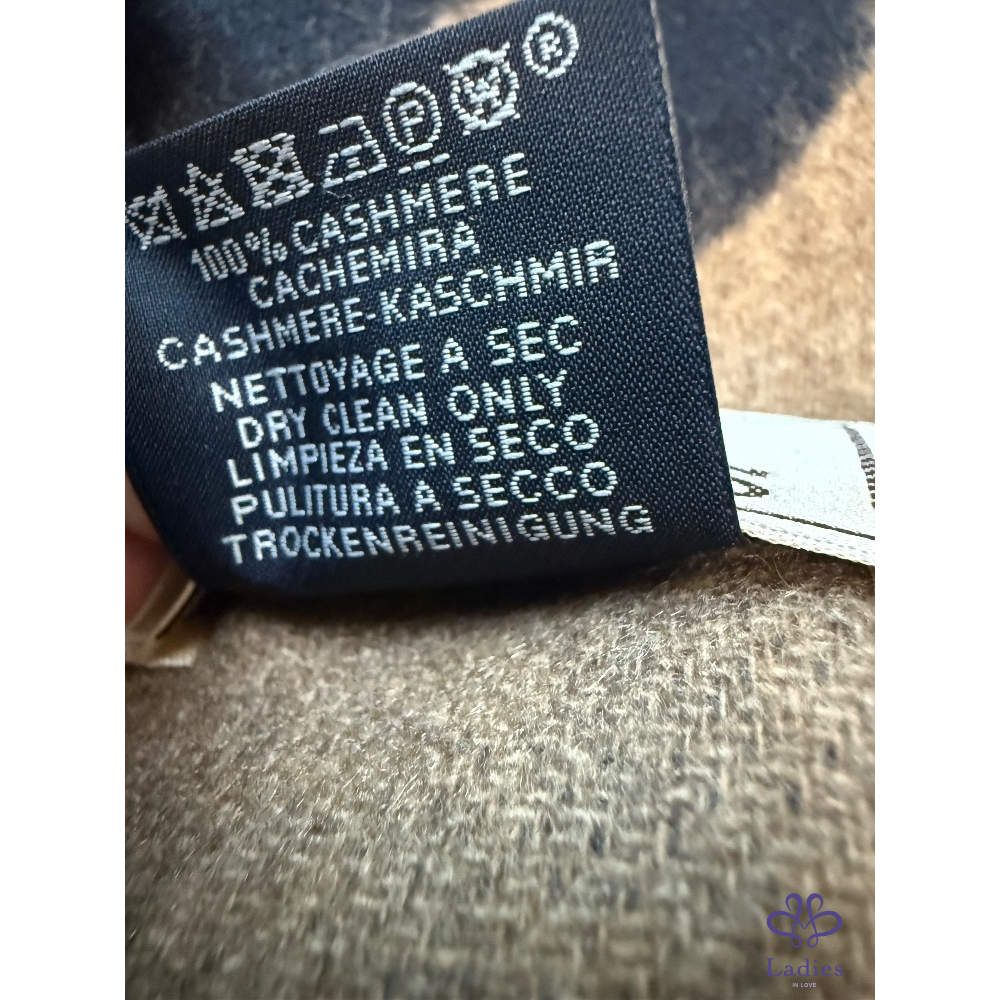 100% CASHMERE
CACHEMIRA
CASHMERE-KASCHMIR
NETTOYAGE A SEC
DRY CLEAN ONLY
LIMPIEZA EN SECO
PULITURA A SECCO
TROCKENREINIGUNG
P W ®
Ladies
IN LOVE